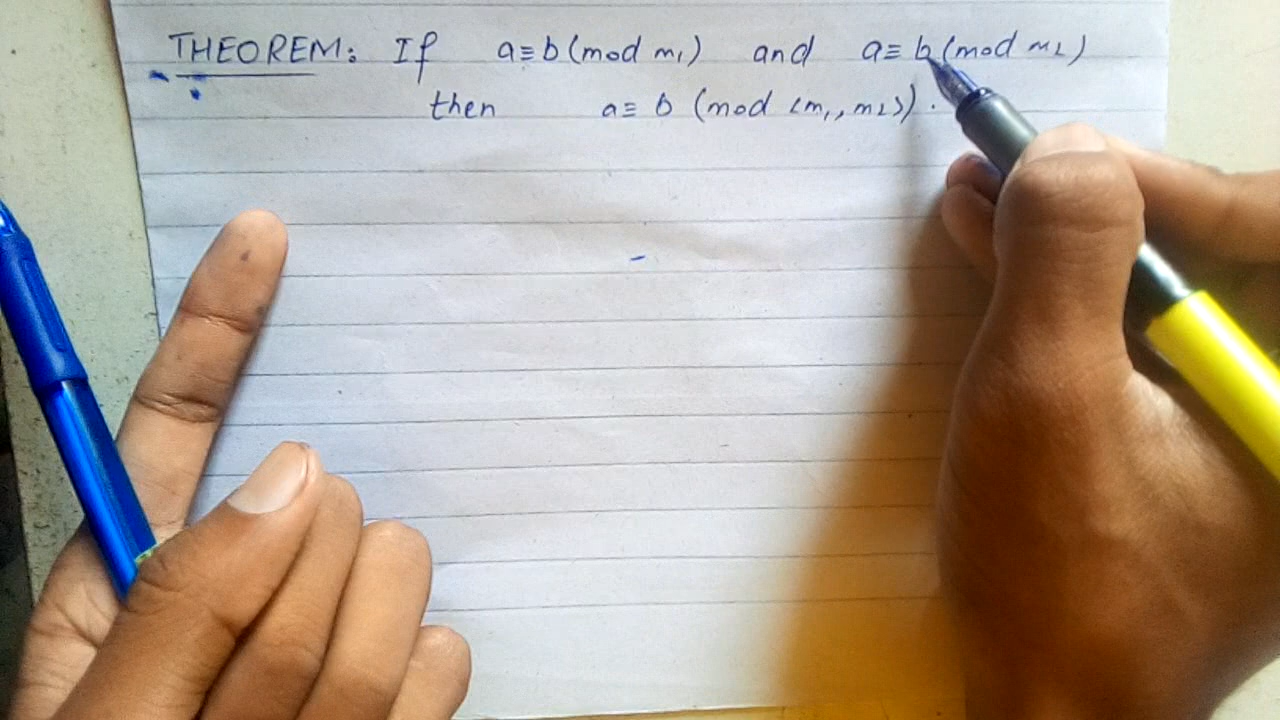 THEOREM: If a≡b (mod m₁) and a≡ b (mod m₂)
then a≡ b (mod <m₁, m₂>).